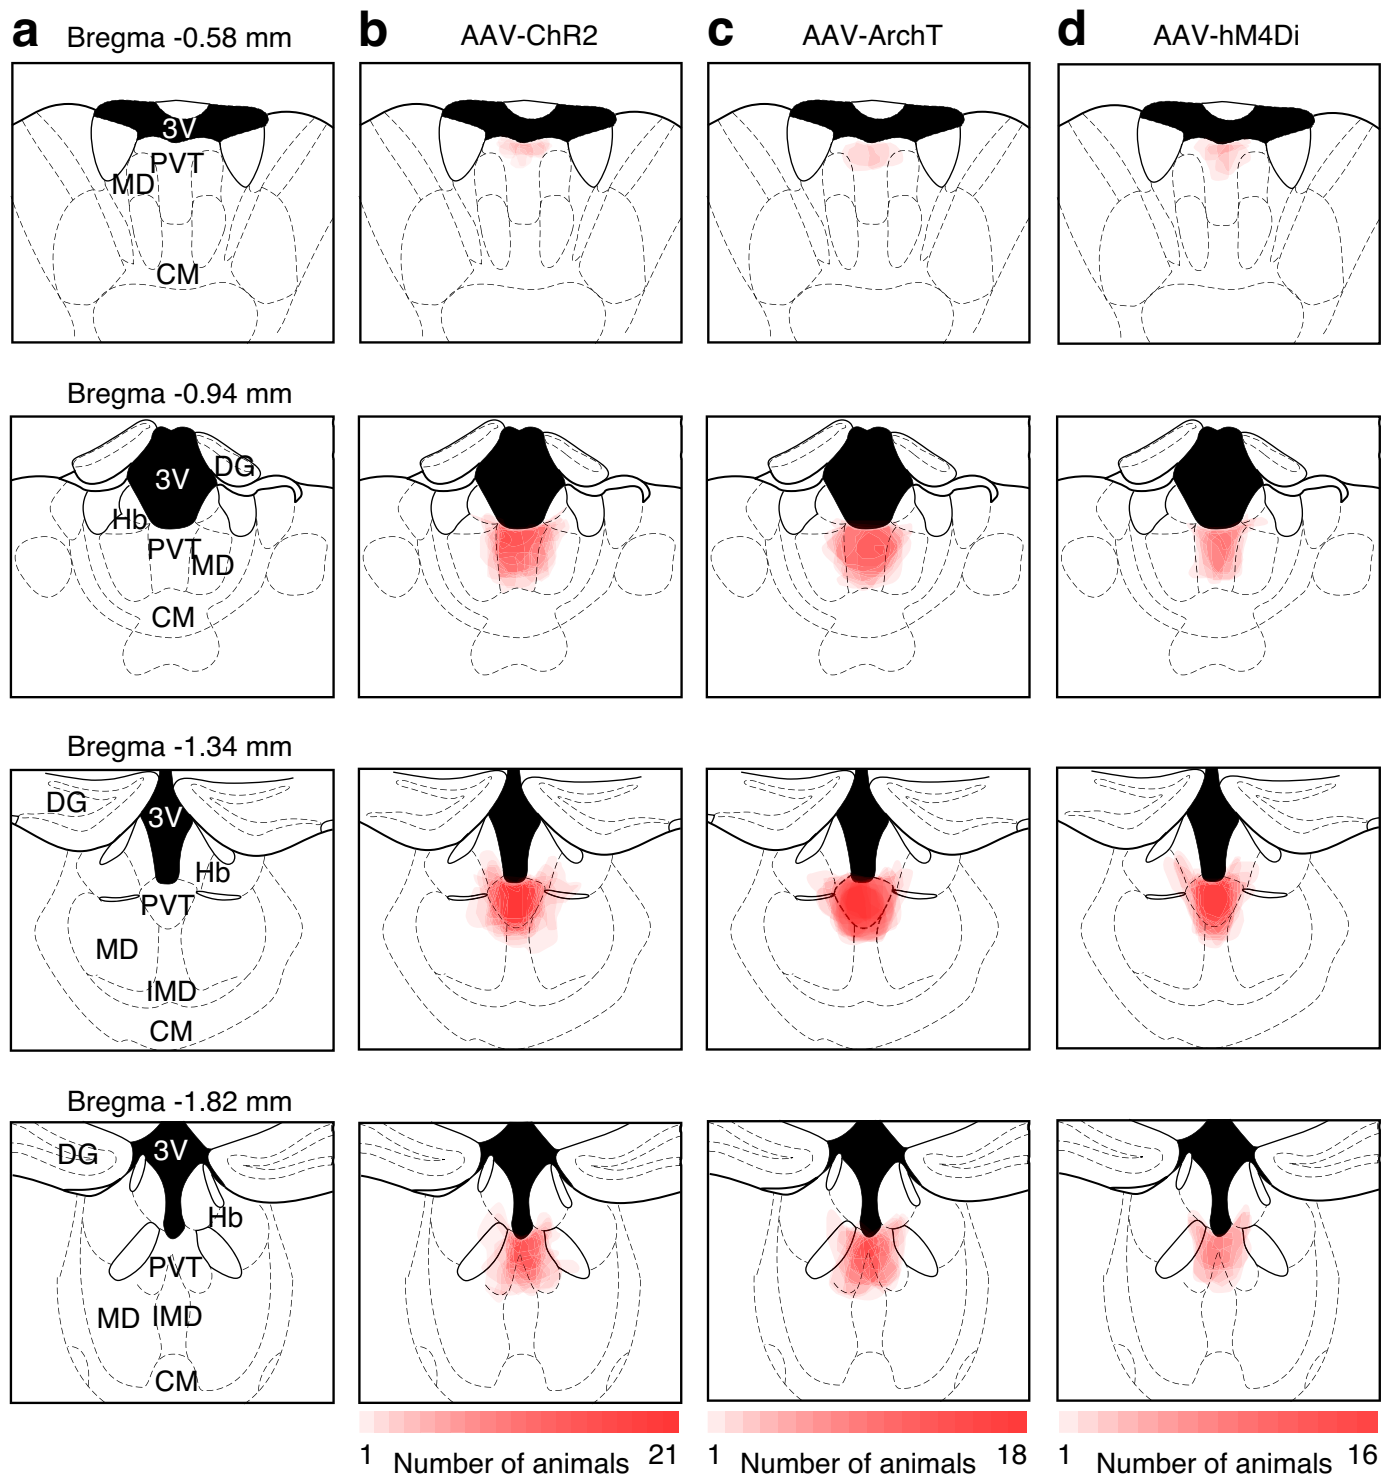 a Bregma -0.58 mm b AAV-ChR2 c AAV-ArchT d AAV-hM4Di
3V
PVT
MD
CM
Bregma -0.94 mm
DG
3V
Hb
PVT
MD
CM
Bregma -1.34 mm
DG
3V
Hb
PVT
MD
IMD
CM
Bregma -1.82 mm
DG
3V
Hb
PVT
MD IMD
CM
1 Number of animals 21
1 Number of animals 18
1 Number of animals 16